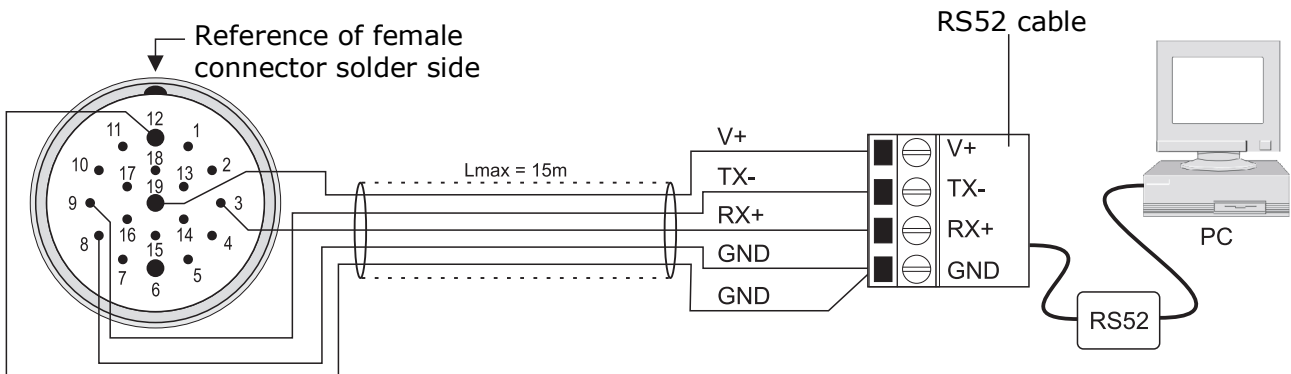 Reference of female
connector solder side
RS52 cable
12
11
1
10
18
2
17
13
19
9
3
16
14
8
15
4
7
5
6
Lmax = 15m
V+
TX-
RX+
GND
GND
V+
TX-
RX+
GND
PC
RS52